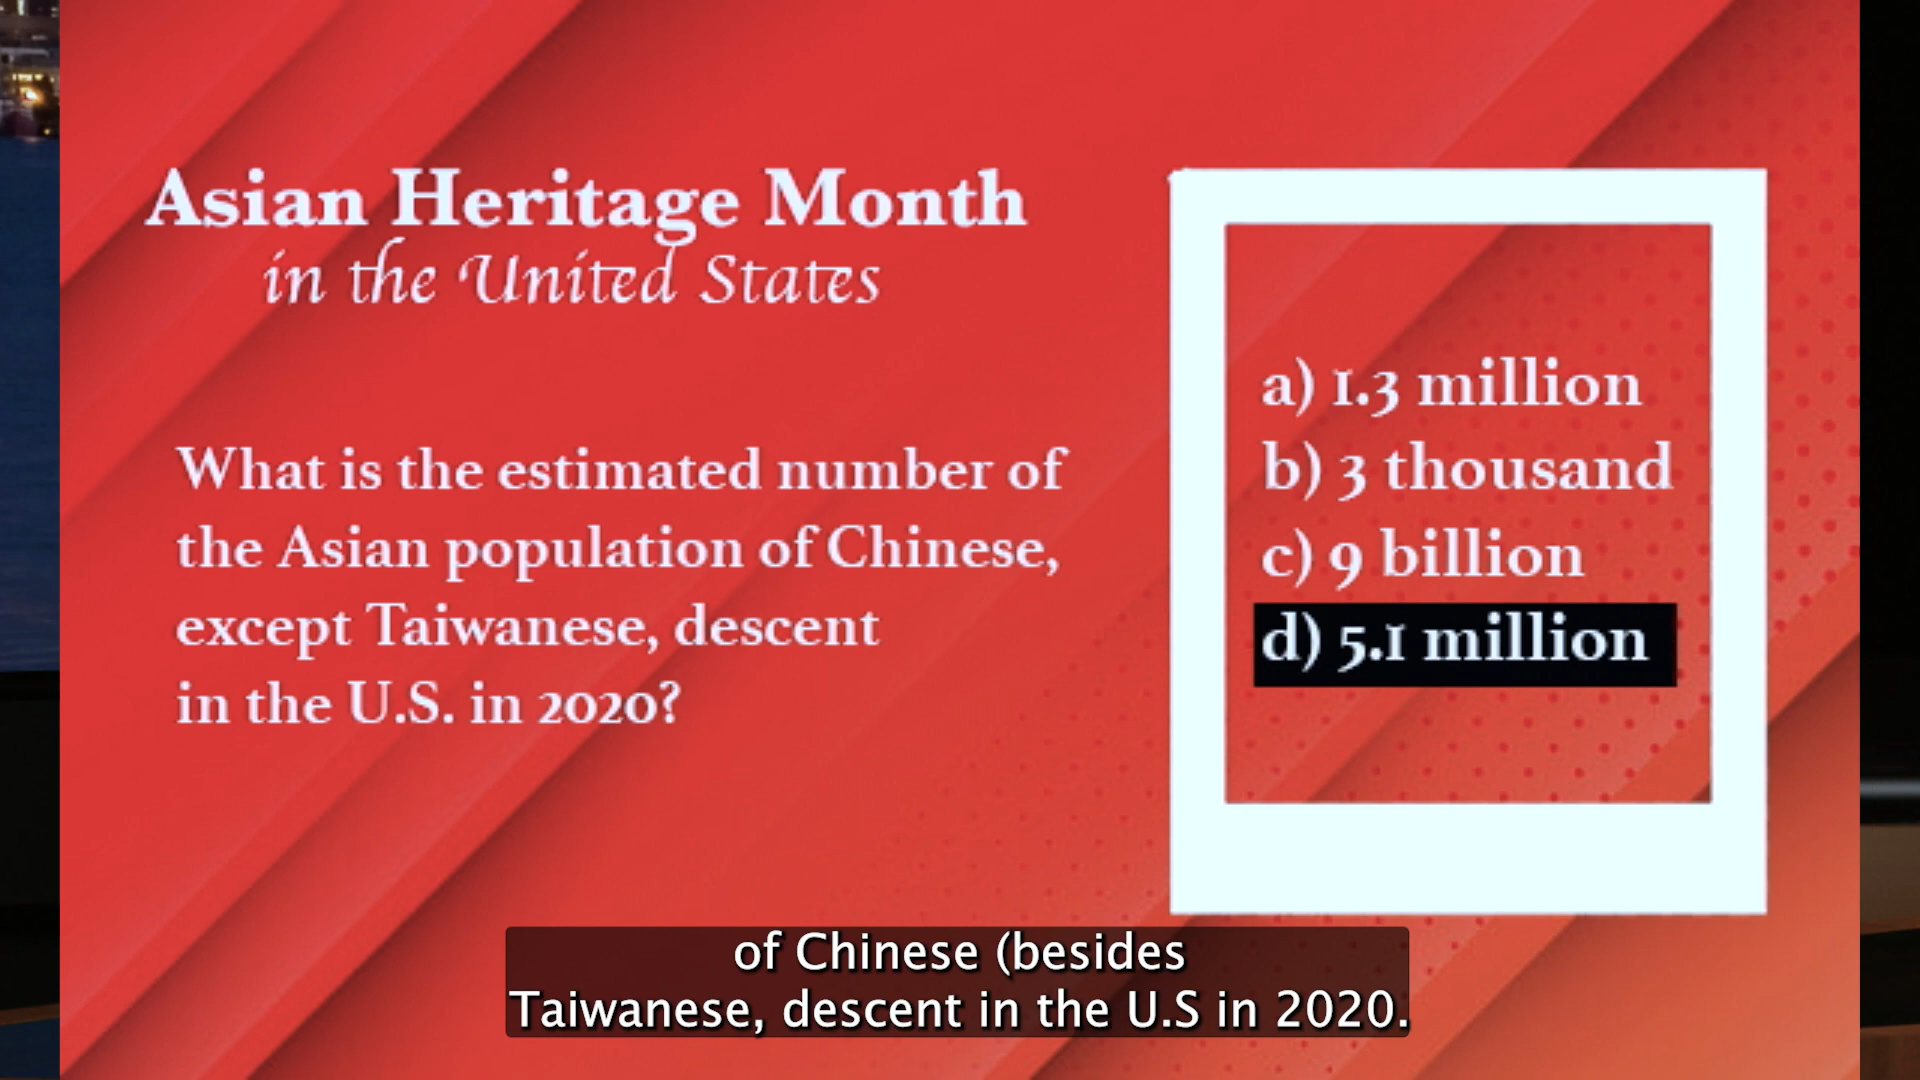 Asian Heritage Month
in the United States
What is the estimated number of
the Asian population of Chinese,
except Taiwanese, descent
in the U.S. in 2020?
a) 1.3 million
b) 3 thousand
c) 9 billion
d) 5.1 million
of Chinese (besides
Taiwanese, descent in the U.S in 2020.